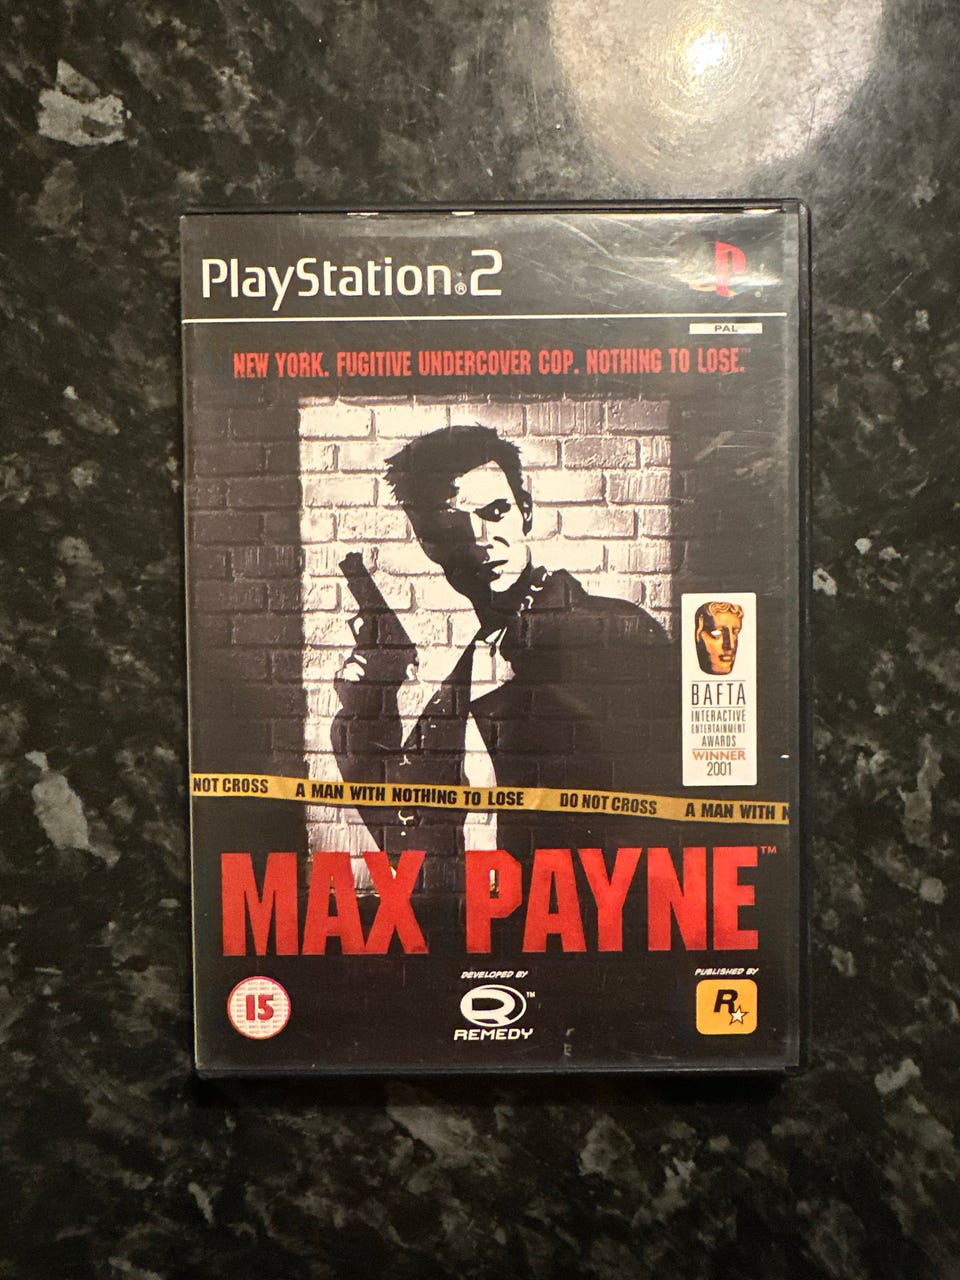 PlayStation®2
PAL
NEW YORK. FUGITIVE UNDERCOVER COP. NOTHING TO LOSE.™
BAFTA
INTERACTIVE
ENTERTAINMENT
AWARDS
WINNER
2001
NOT CROSS A MAN WITH NOTHING TO LOSE DO NOT CROSS A MAN WITH N
MAX PAYNE™
15
DEVELOPED BY
REMEDY™
PUBLISHED BY
R